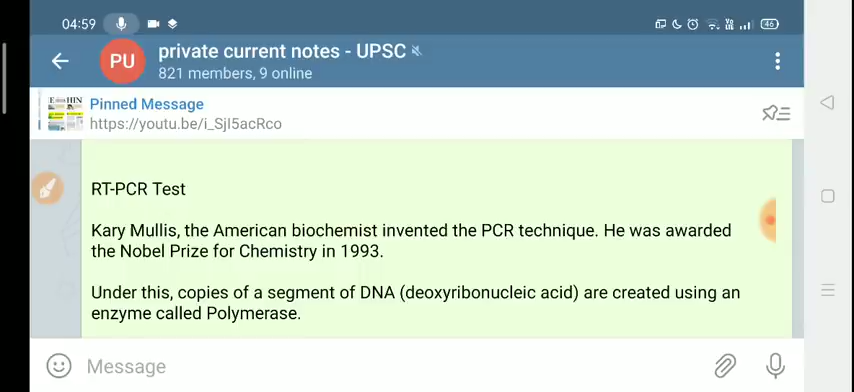 04:59
46
PU
private current notes - UPSC
821 members, 9 online
Pinned Message
https://youtu.be/i_SjI5acRco
RT-PCR Test
Kary Mullis, the American biochemist invented the PCR technique. He was awarded
the Nobel Prize for Chemistry in 1993.
Under this, copies of a segment of DNA (deoxyribonucleic acid) are created using an
enzyme called Polymerase.
Message